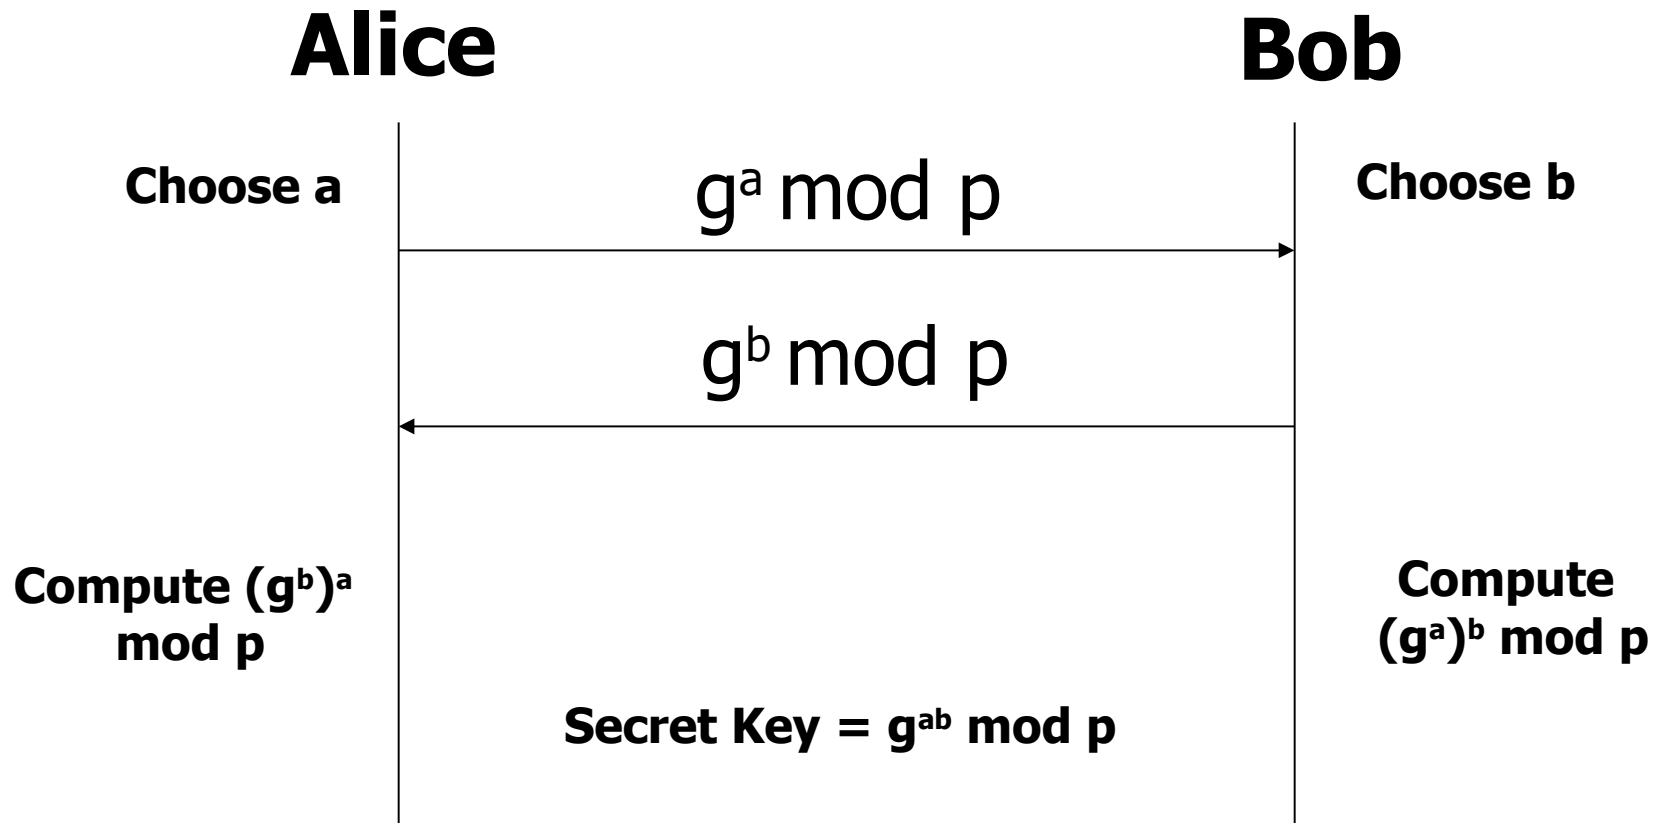 Alice
Bob
Choose a
gᵃ mod p
Choose b
gᵇ mod p
Compute (gᵇ)ᵃ
mod p
Compute
(gᵃ)ᵇ mod p
Secret Key = gᵃᵇ mod p